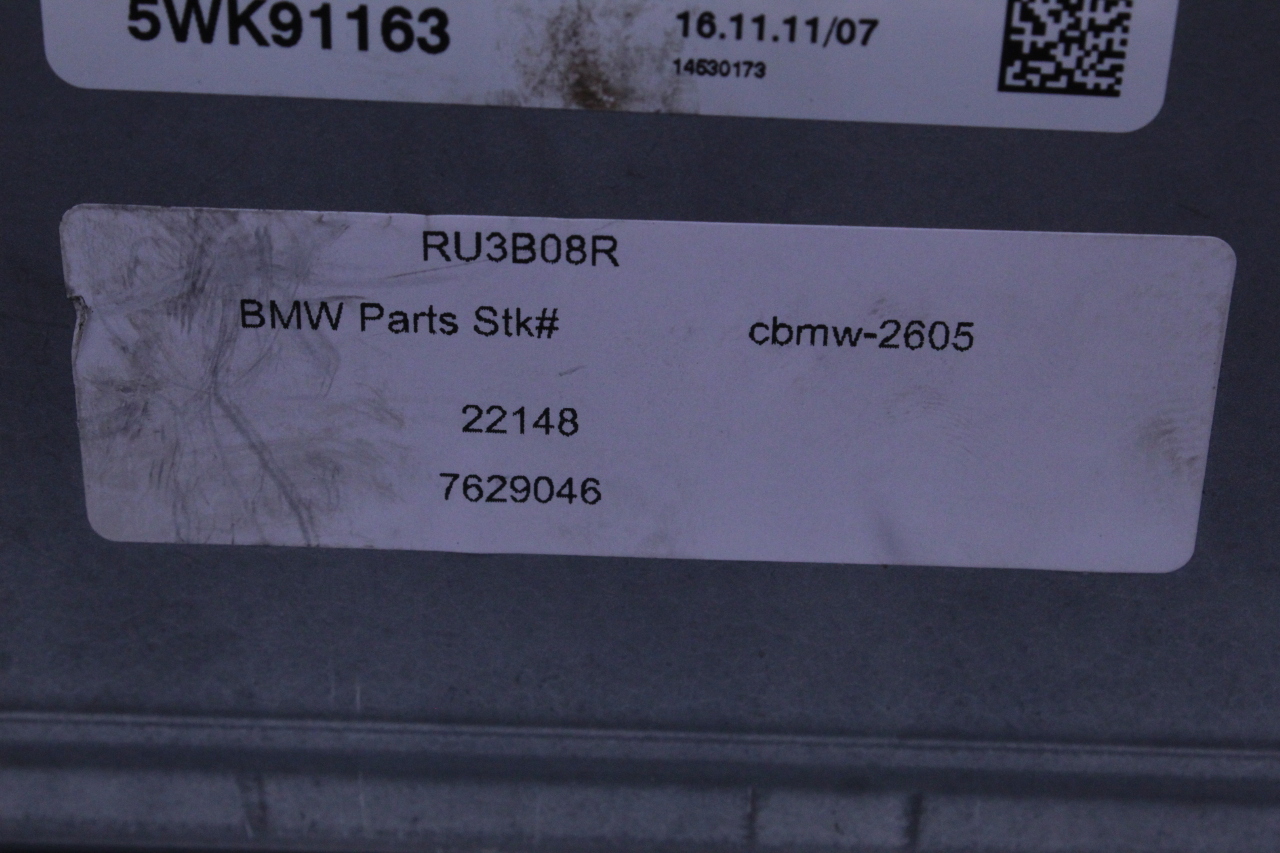 5WK91163 16.11.11/07
14530173
RU3B08R
BMW Parts Stk# cbmw-2605
22148
7629046